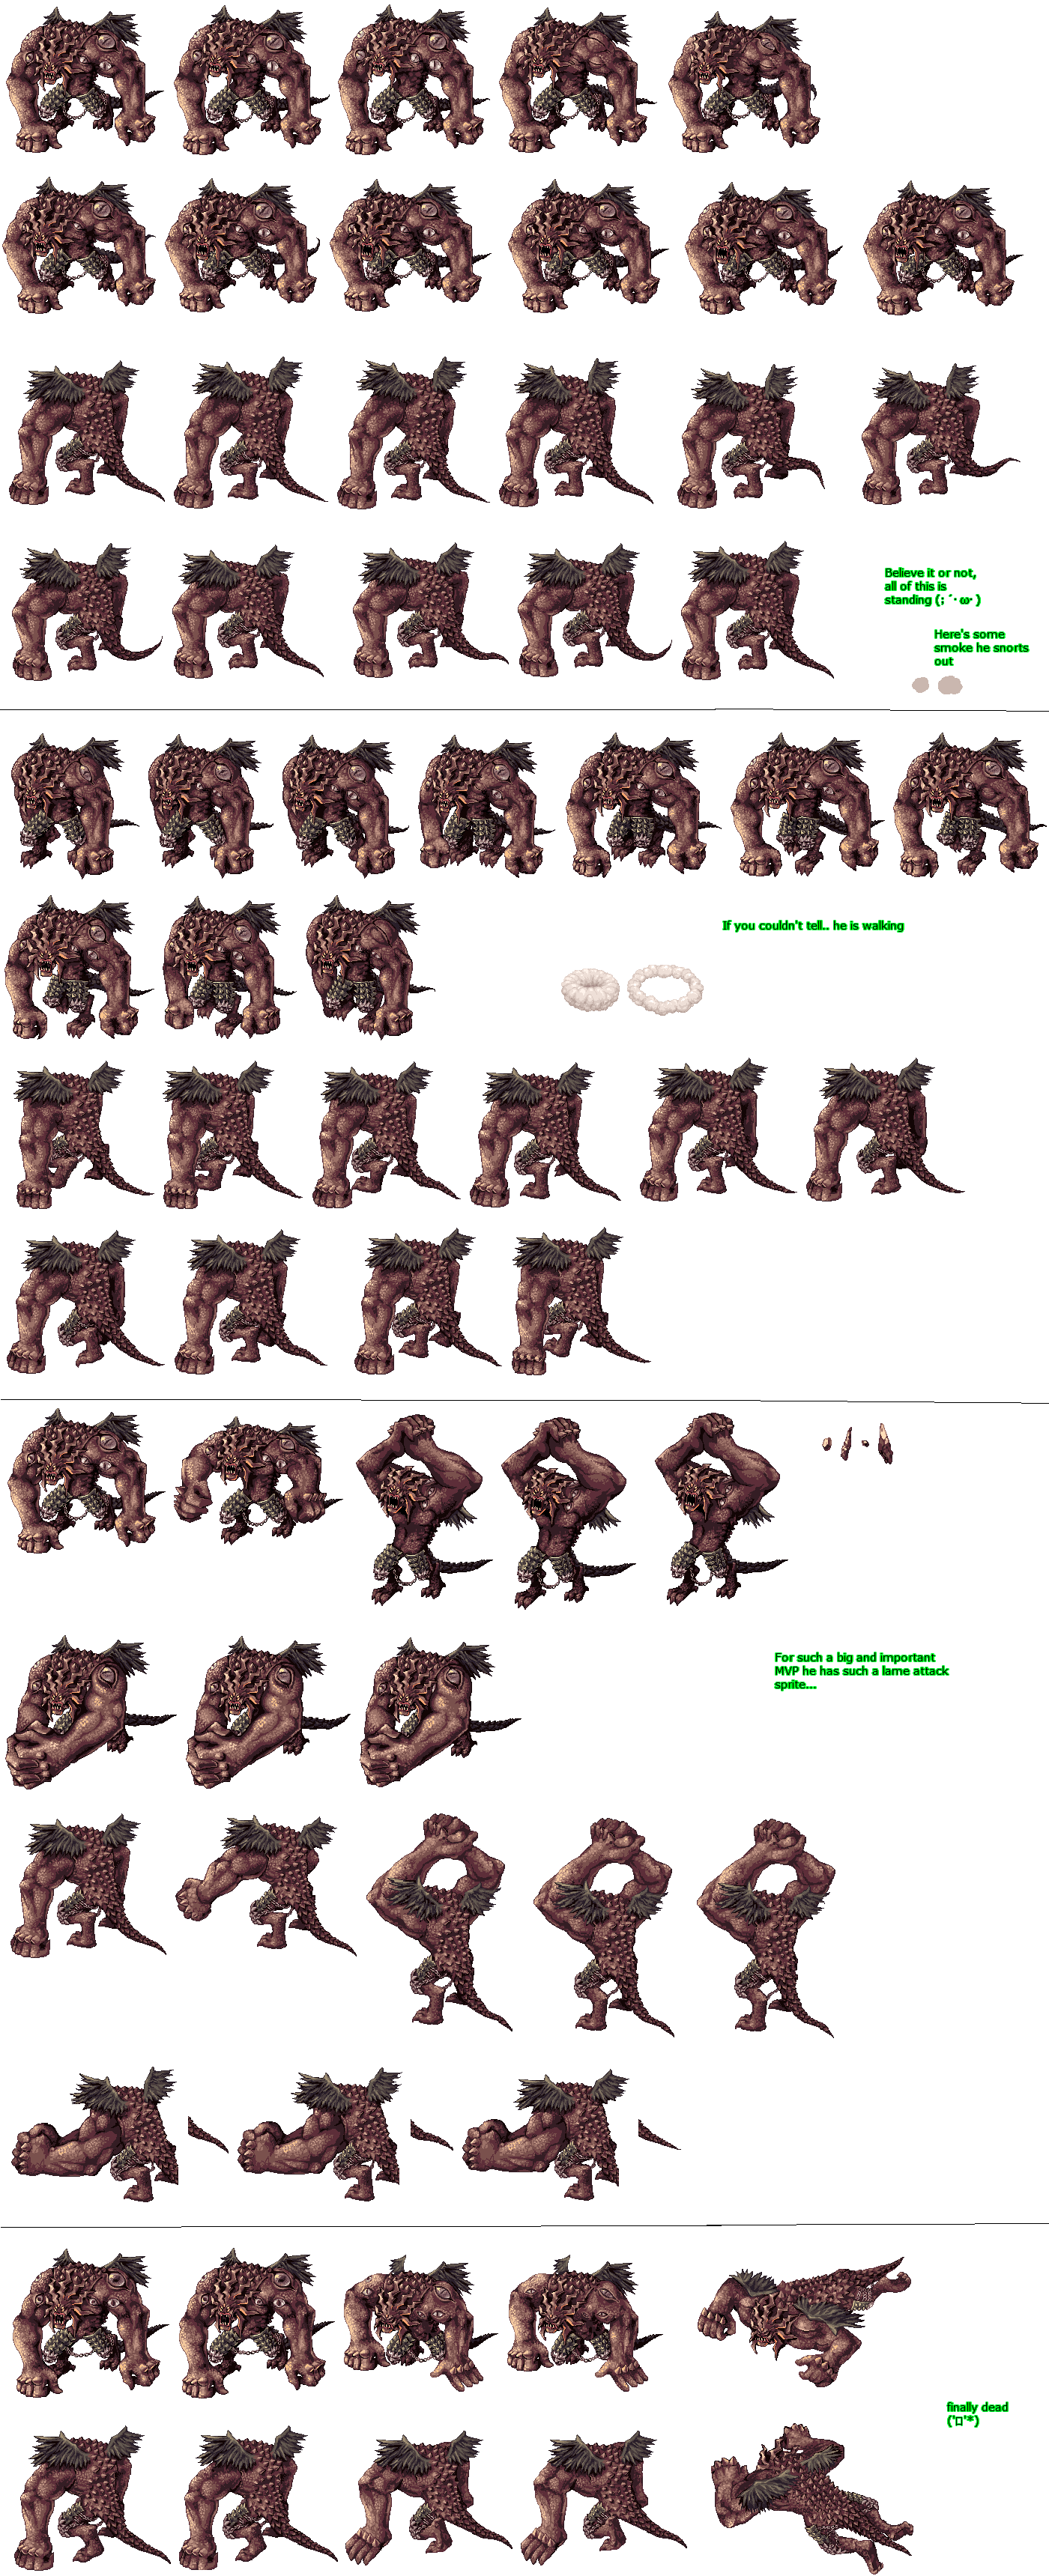 Believe it or not,
all of this is
standing (; ´･ω･)
Here's some
smoke he snorts
out
If you couldn't tell.. he is walking
For such a big and important
MVP he has such a lame attack
sprite...
finally dead
('□'*)